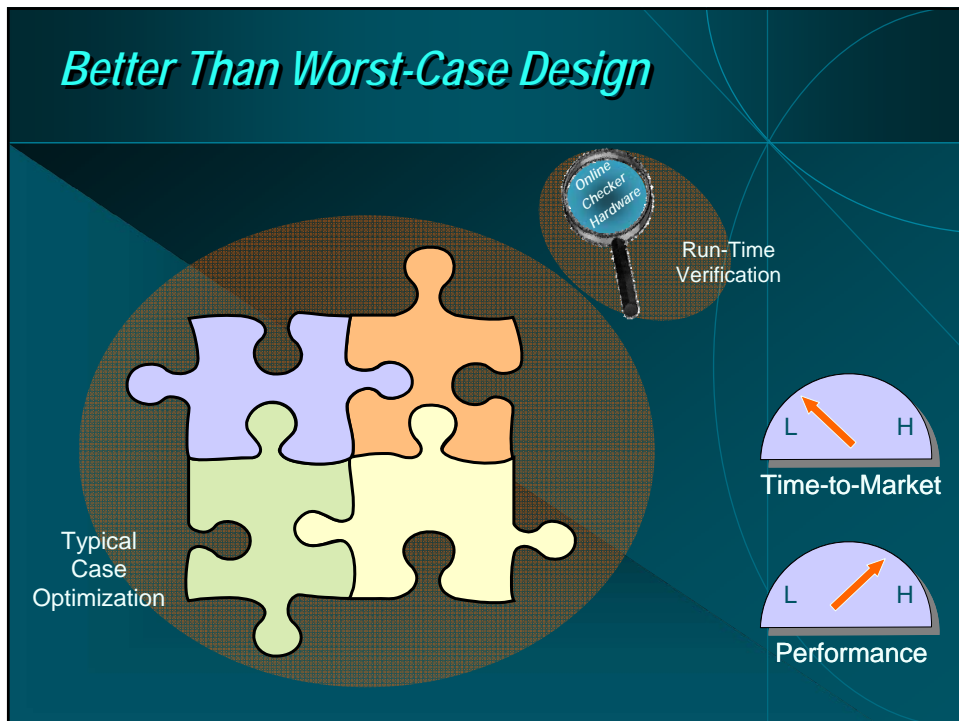 Better Than Worst-Case Design
Online
Checker
Hardware
Run-Time
Verification
Typical
Case
Optimization
L H
Time-to-Market
L H
Performance